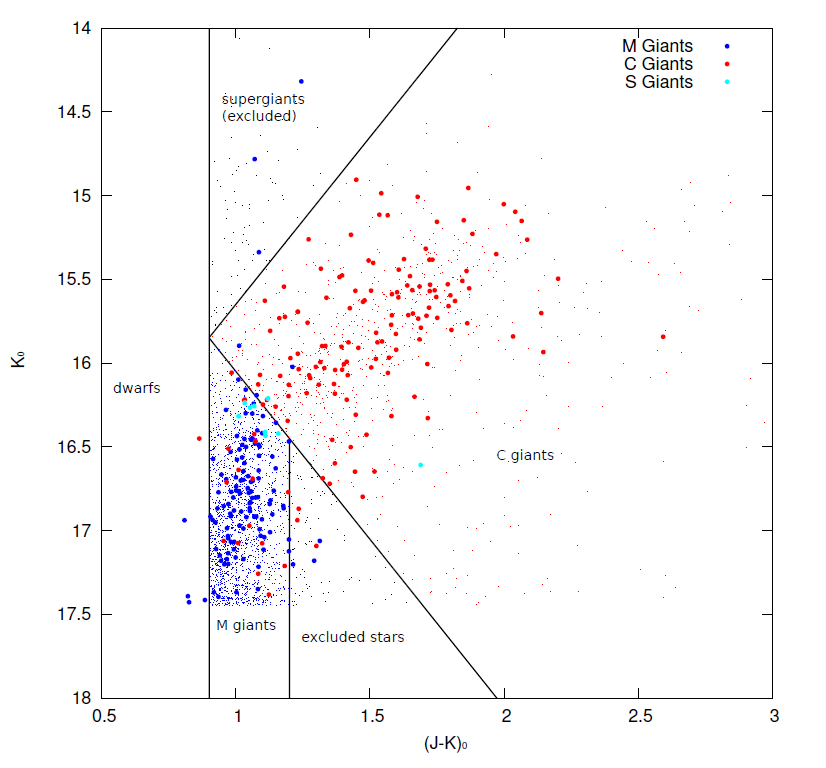 14
14.5
15
15.5
16
16.5
17
17.5
18
K₀
0.5
1
1.5
2
2.5
3
(J-K)₀
M Giants
C Giants
S Giants
supergiants
(excluded)
dwarfs
C giants
M giants
excluded stars